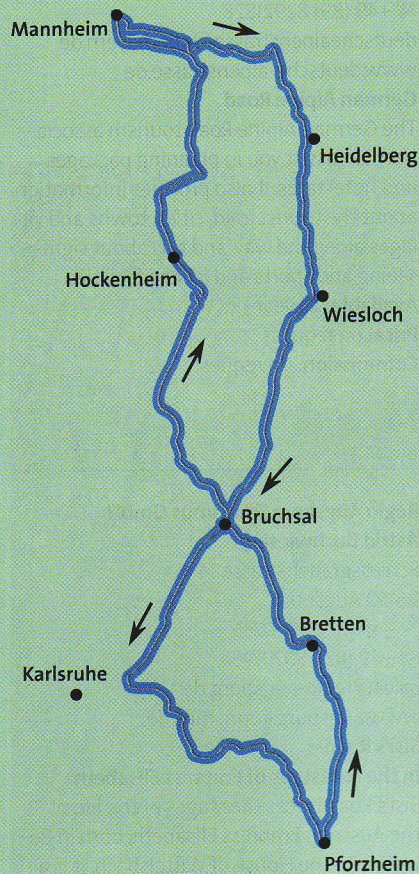 Mannheim
Heidelberg
Hockenheim
Wiesloch
Bruchsal
Bretten
Karlsruhe
Pforzheim